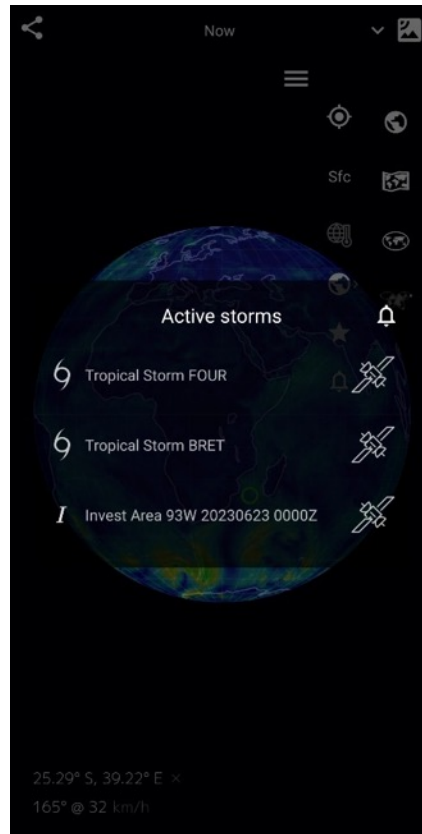 Now
Sfc
Active storms
Tropical Storm FOUR
Tropical Storm BRET
I Invest Area 93W 20230623 0000Z
25.29° S, 39.22° E ×
165° @ 32 km/h